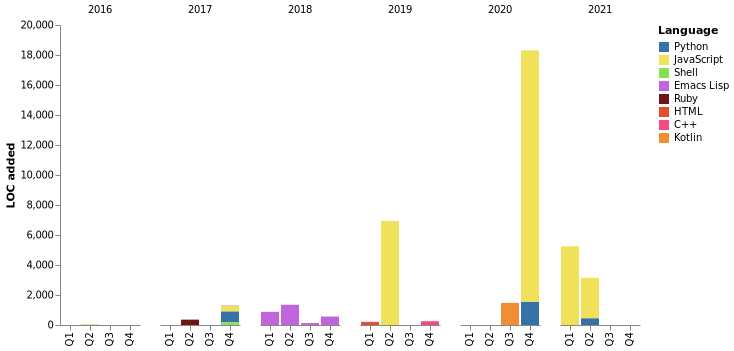 2016 2017 2018 2019 2020 2021
20,000
18,000
16,000
14,000
12,000
10,000
8,000
6,000
4,000
2,000
0
LOC added
Q1 Q2 Q3 Q4 Q1 Q2 Q3 Q4 Q1 Q2 Q3 Q4 Q1 Q2 Q3 Q4 Q1 Q2 Q3 Q4 Q1 Q2 Q3 Q4
Language
Python
JavaScript
Shell
Emacs Lisp
Ruby
HTML
C++
Kotlin